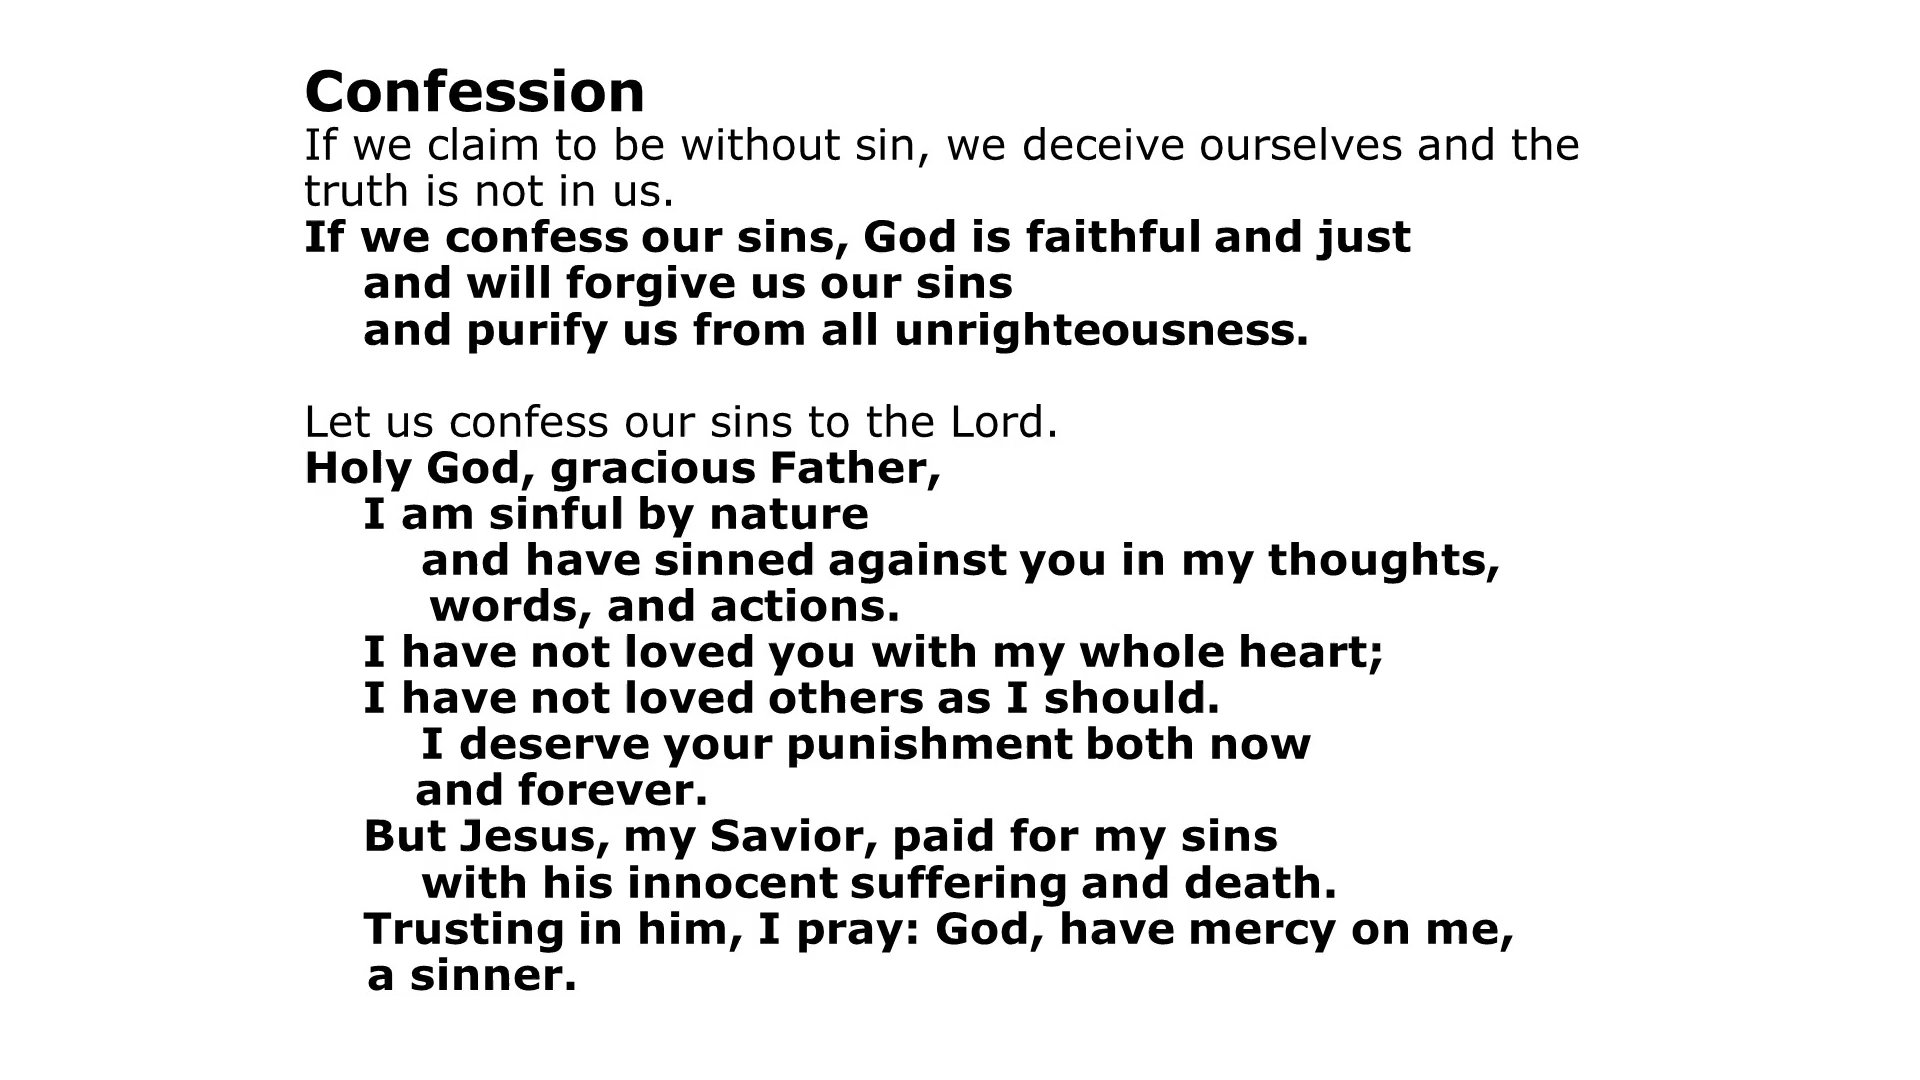 Confession
If we claim to be without sin, we deceive ourselves and the
truth is not in us.
If we confess our sins, God is faithful and just
and will forgive us our sins
and purify us from all unrighteousness.
Let us confess our sins to the Lord.
Holy God, gracious Father,
I am sinful by nature
and have sinned against you in my thoughts,
words, and actions.
I have not loved you with my whole heart;
I have not loved others as I should.
I deserve your punishment both now
and forever.
But Jesus, my Savior, paid for my sins
with his innocent suffering and death.
Trusting in him, I pray: God, have mercy on me,
a sinner.